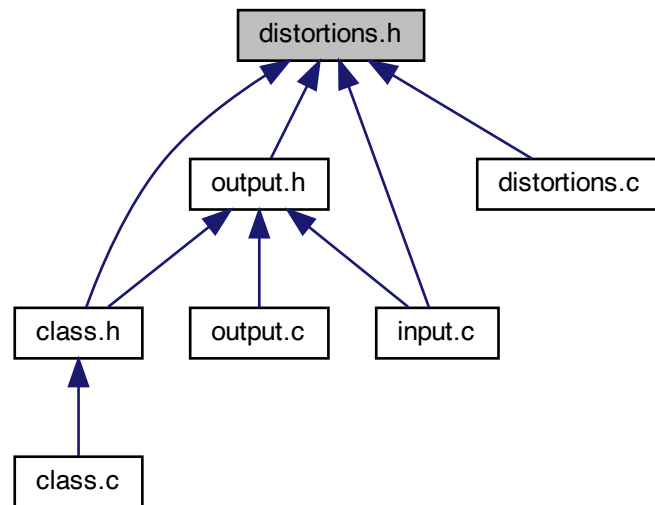 distortions.h
output.h
distortions.c
class.h
output.c
input.c
class.c